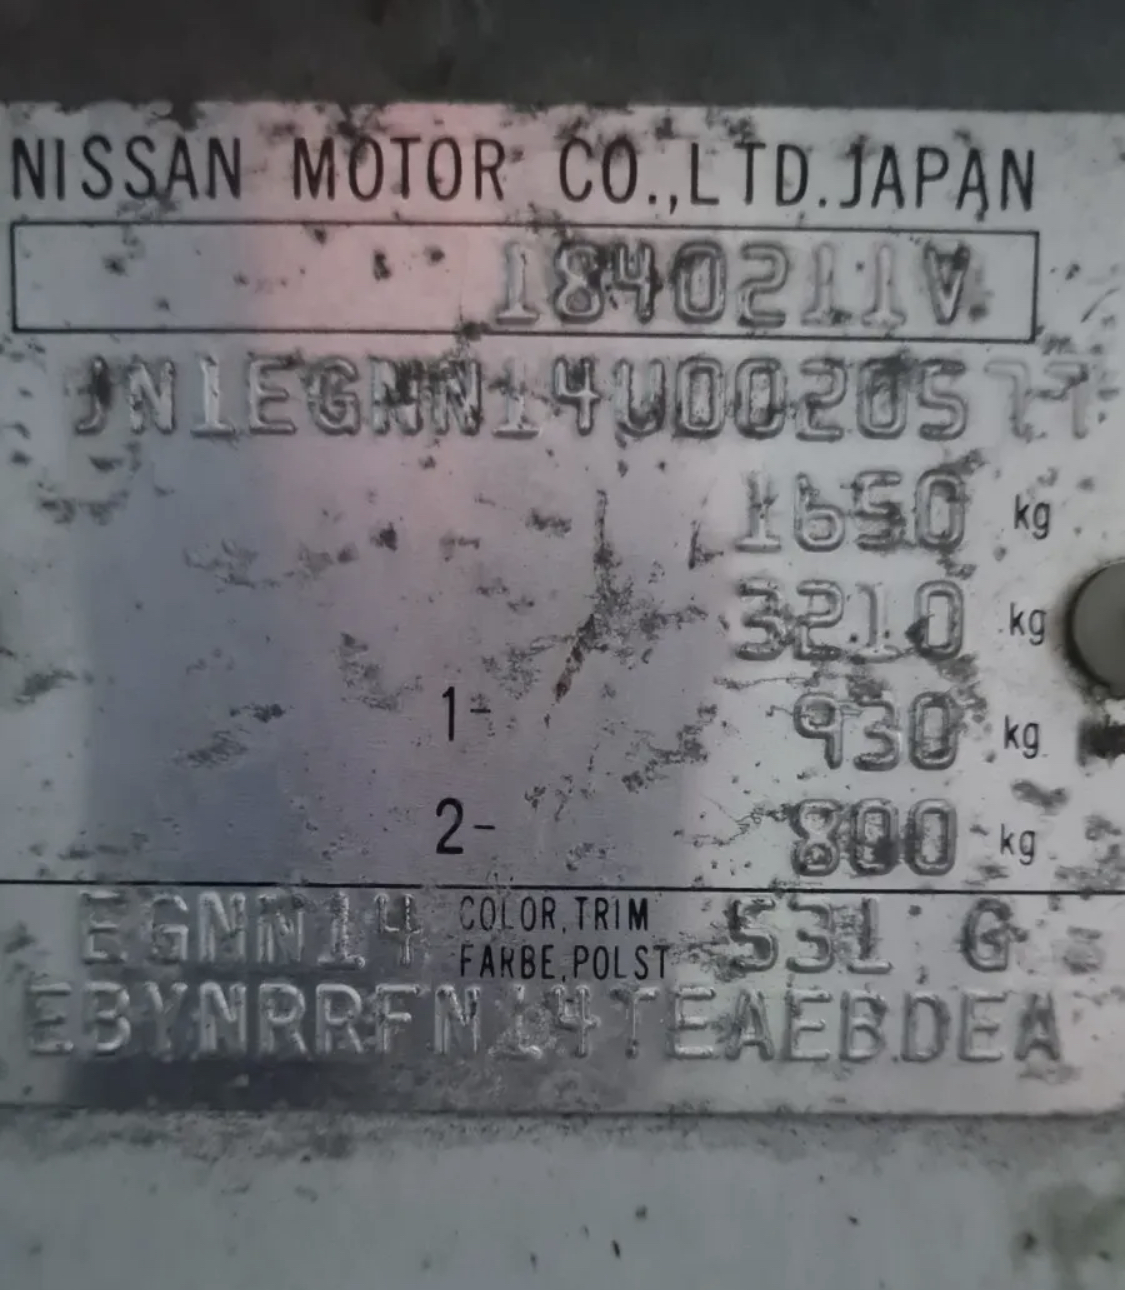 NISSAN MOTOR CO.,LTD.JAPAN
JN1EGNN14U0020577
1650 kg
3210 kg
1- 930 kg
2- 800 kg
EGNN14 COLOR,TRIM 531 G
FARBE,POLST
EBYNRRFN14TEAEBDEA